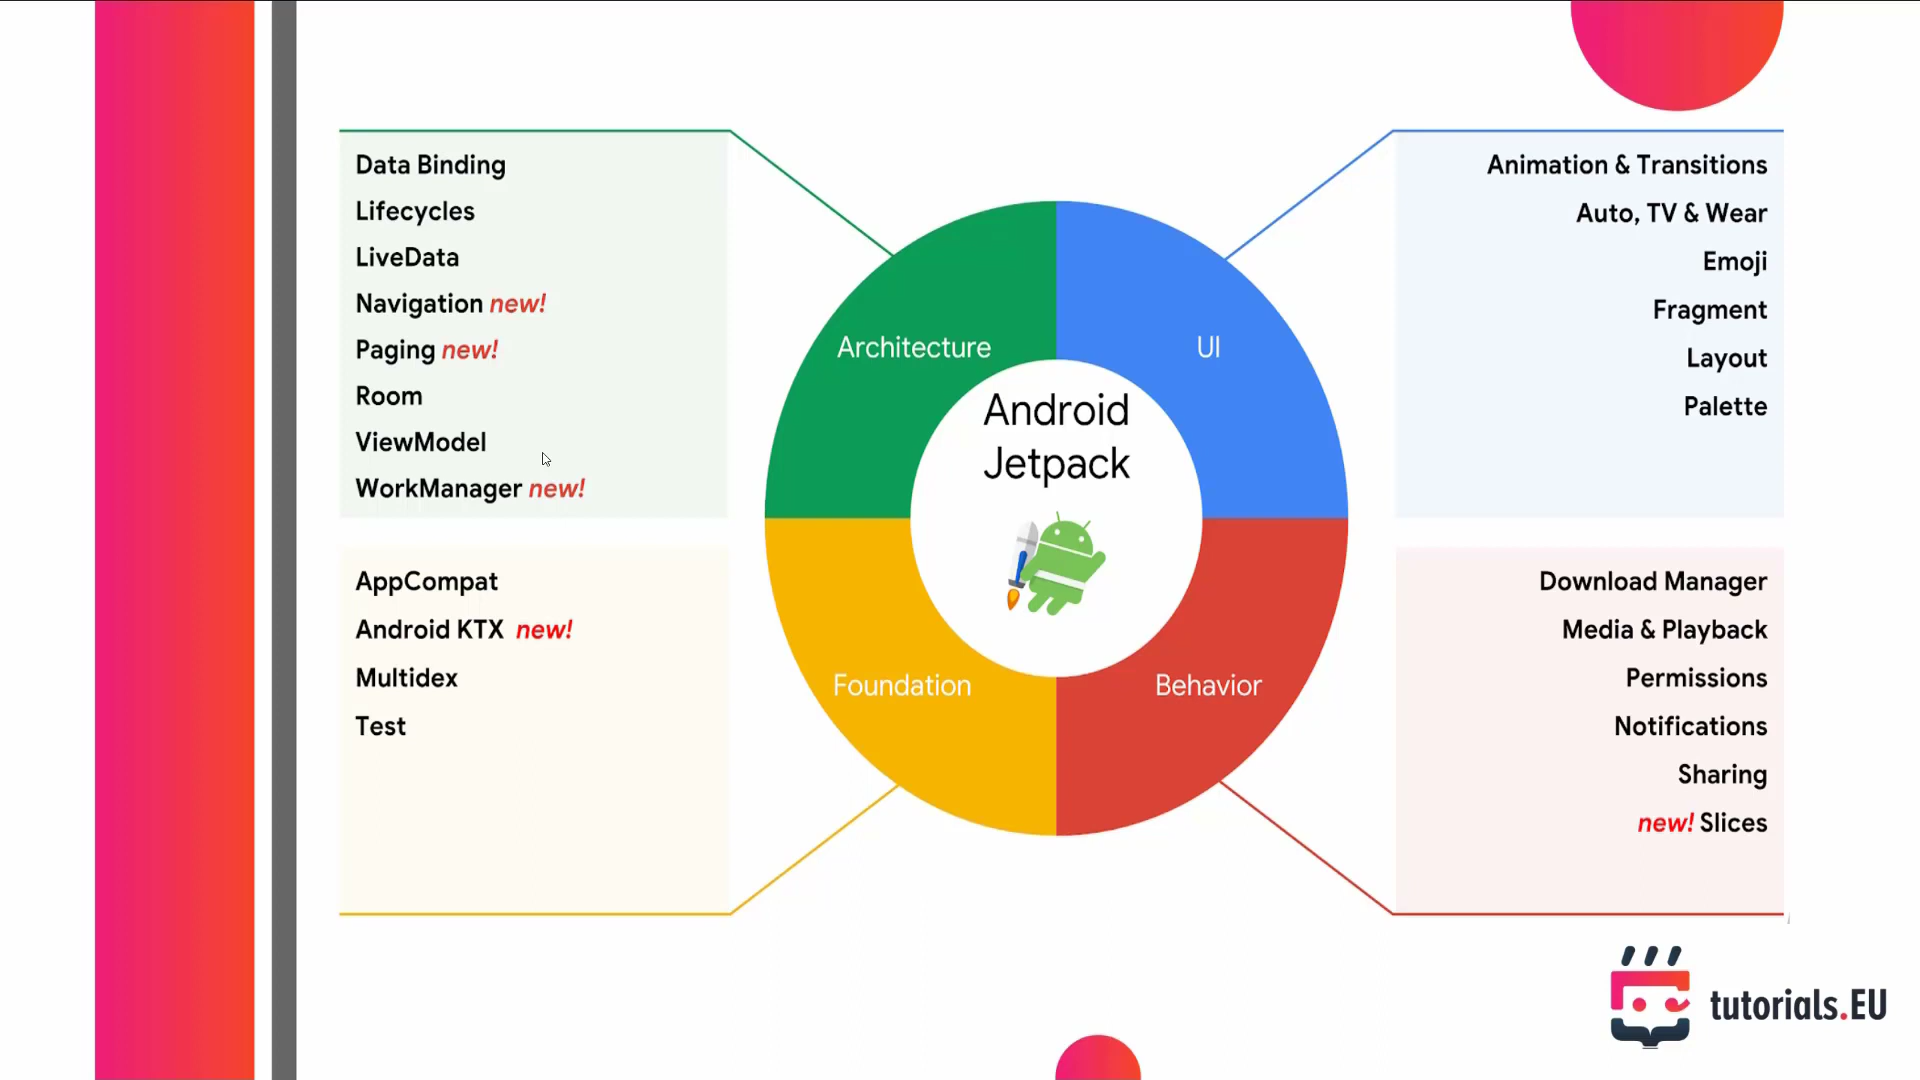 Data Binding
Lifecycles
LiveData
Navigation new!
Paging new!
Room
ViewModel
WorkManager new!
AppCompat
Android KTX new!
Multidex
Test
Architecture
UI
Android
Jetpack
Foundation
Behavior
Animation & Transitions
Auto, TV & Wear
Emoji
Fragment
Layout
Palette
Download Manager
Media & Playback
Permissions
Notifications
Sharing
new! Slices
tutorials.EU